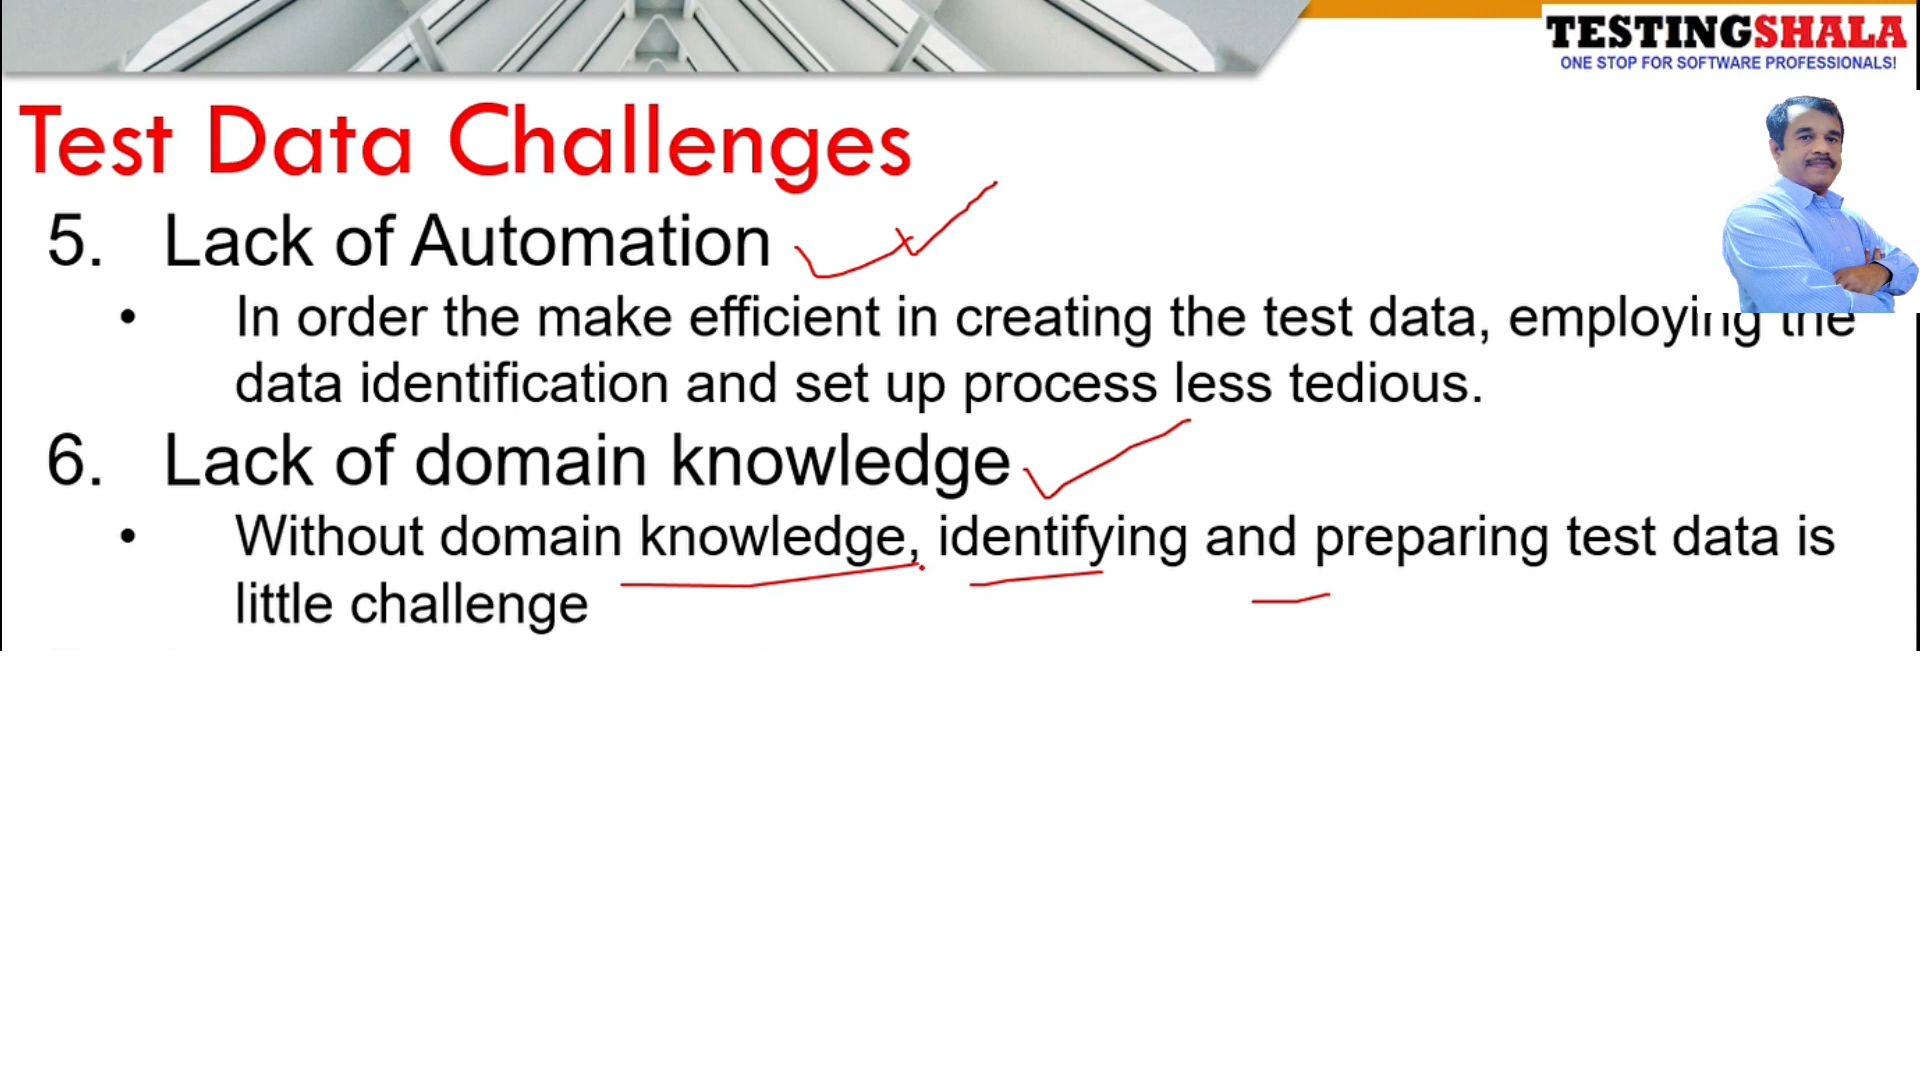 TESTINGSHALA
ONE STOP FOR SOFTWARE PROFESSIONALS!
Test Data Challenges
5. Lack of Automation
• In order the make efficient in creating the test data, employing the
data identification and set up process less tedious.
6. Lack of domain knowledge
• Without domain knowledge, identifying and preparing test data is
little challenge